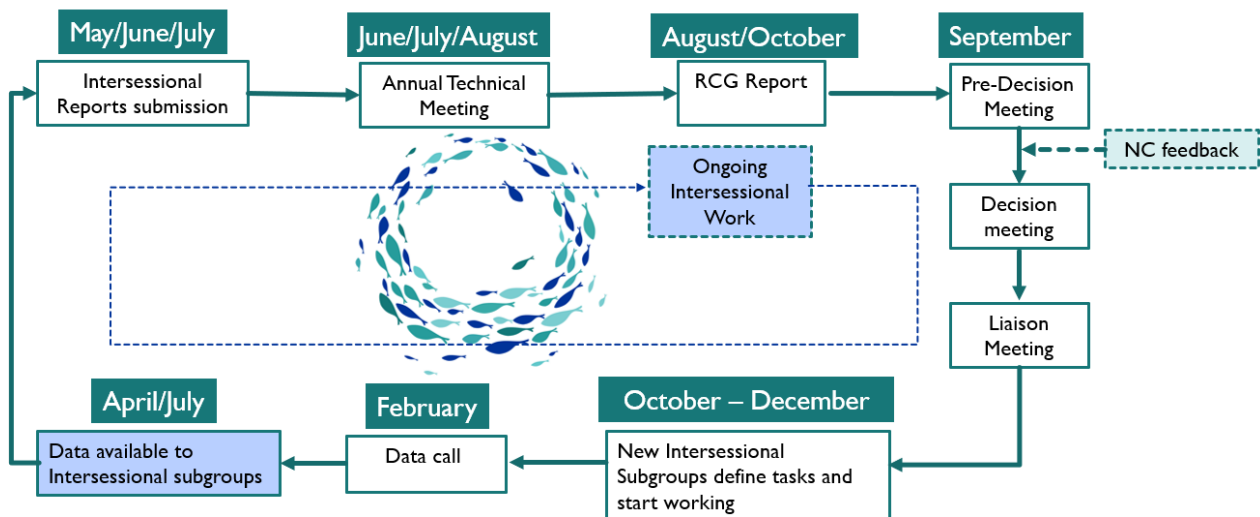 May/June/July
Intersessional
Reports submission
June/July/August
Annual Technical
Meeting
August/October
RCG Report
September
Pre-Decision
Meeting
NC feedback
Ongoing
Intersessional
Work
Decision
meeting
Liaison
Meeting
April/July
Data available to
Intersessional subgroups
February
Data call
October – December
New Intersessional
Subgroups define tasks and
start working